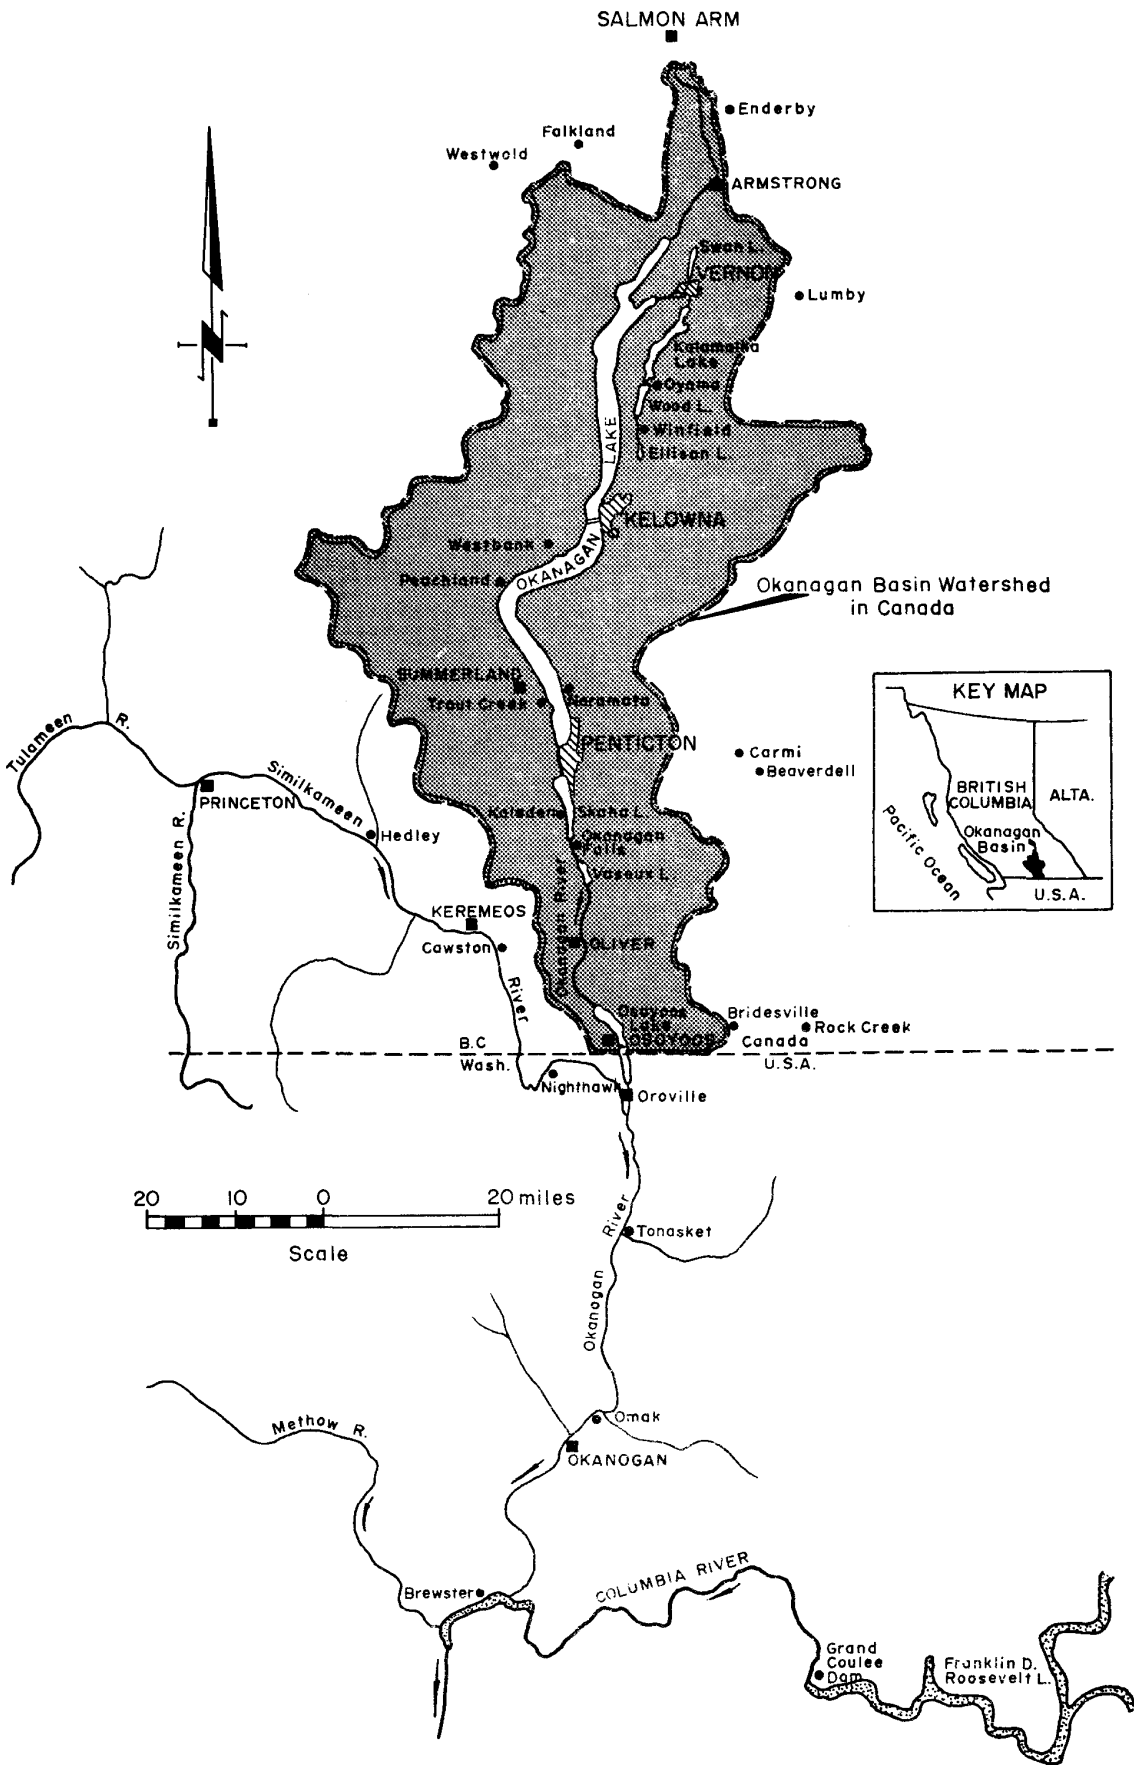 SALMON ARM
Enderby
Falkland
Westwold
ARMSTRONG
Swan L.
VERNON
Lumby
Kalamalka
Lake
Oyama
Wood L.
Winfield
Ellison L.
OKANAGAN LAKE
KELOWNA
Westbank
Peachland
Okanagan Basin Watershed
in Canada
SUMMERLAND
Trout Creek
Naramata
PENTICTON
Carmi
Beaverdell
KEY MAP
BRITISH
COLUMBIA
ALTA.
Pacific Ocean
Okanagan
Basin
U.S.A.
Tulameen R.
PRINCETON
Similkameen
Similkameen R.
Hedley
Kaleden
Skaha L.
Okanagan
Falls
Vaseux L.
Okanagan River
KEREMEOS
Cawston
River
OLIVER
Osoyoos
Lake
OSOYOOS
Bridesville
Rock Creek
B.C
Canada
Wash.
U.S.A.
Nighthawk
Oroville
20 10 0 20 miles
Scale
Okanogan River
Tonasket
Omak
OKANOGAN
Methow R.
Brewster
COLUMBIA RIVER
Grand
Coulee
Dam
Franklin D.
Roosevelt L.